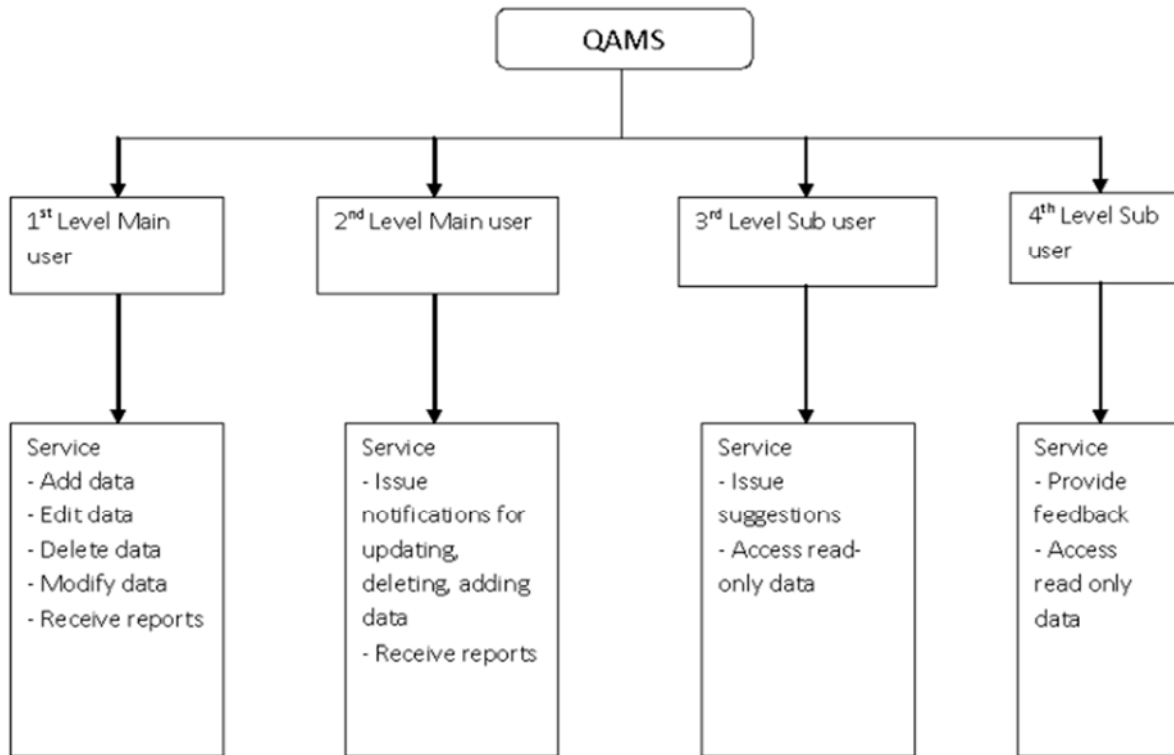 QAMS
1st Level Main
user
2nd Level Main user
3rd Level Sub user
4th Level Sub
user
Service
- Add data
- Edit data
- Delete data
- Modify data
- Receive reports
Service
- Issue
notifications for
updating,
deleting, adding
data
- Receive reports
Service
- Issue
suggestions
- Access read-
only data
Service
- Provide
feedback
- Access
read only
data